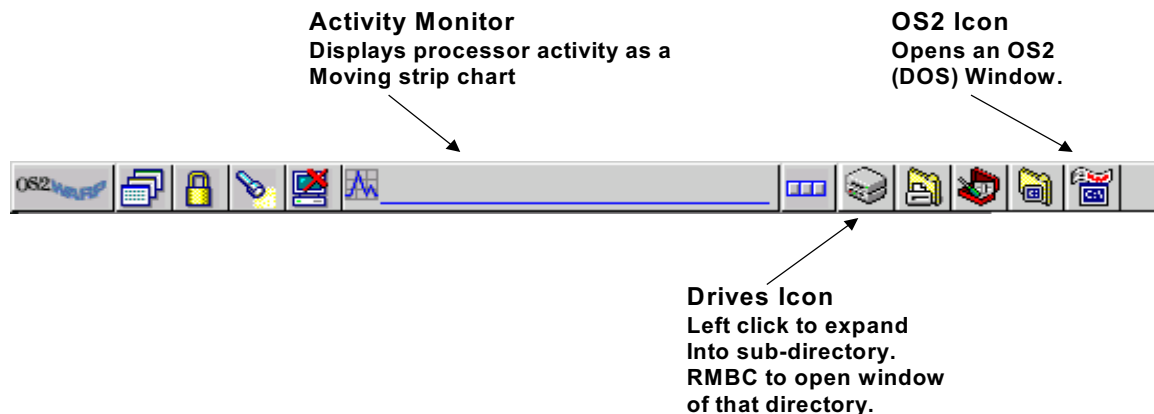 Activity Monitor
Displays processor activity as a
Moving strip chart
OS2 Icon
Opens an OS2
(DOS) Window.
OS2 WARP
Drives Icon
Left click to expand
Into sub-directory.
RMBC to open window
of that directory.